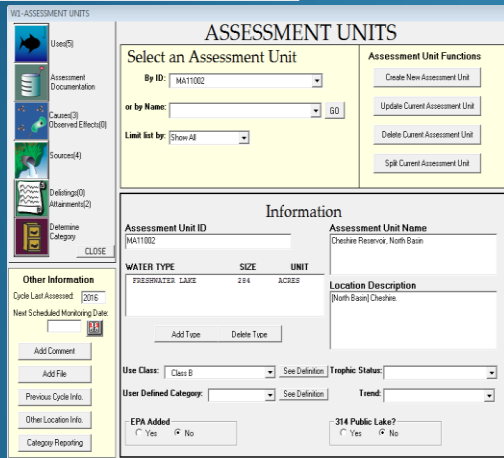 W1-ASSESSMENT UNITS
ASSESSMENT UNITS
Uses(5)
Assessment
Documentation
Causes(3)
Observed Effects(0)
Sources(4)
Delistings(0)
Attainments(2)
Determine
Category
CLOSE
Select an Assessment Unit
By ID: MA11002
or by Name: GO
Limit list by: Show All
Assessment Unit Functions
Create New Assessment Unit
Update Current Assessment Unit
Delete Current Assessment Unit
Split Current Assessment Unit
Other Information
Cycle Last Assessed: 2016
Next Scheduled Monitoring Date:
Add Comment
Add File
Previous Cycle Info.
Other Location Info.
Category Reporting
Information
Assessment Unit ID
MA11002
Assessment Unit Name
Cheshire Reservoir, North Basin
WATER TYPE SIZE UNIT
FRESHWATER LAKE 284 ACRES
Location Description
[North Basin] Cheshire.
Add Type Delete Type
Use Class: Class B See Definition Trophic Status:
User Defined Category: See Definition Trend:
EPA Added
Yes No
314 Public Lake?
Yes No